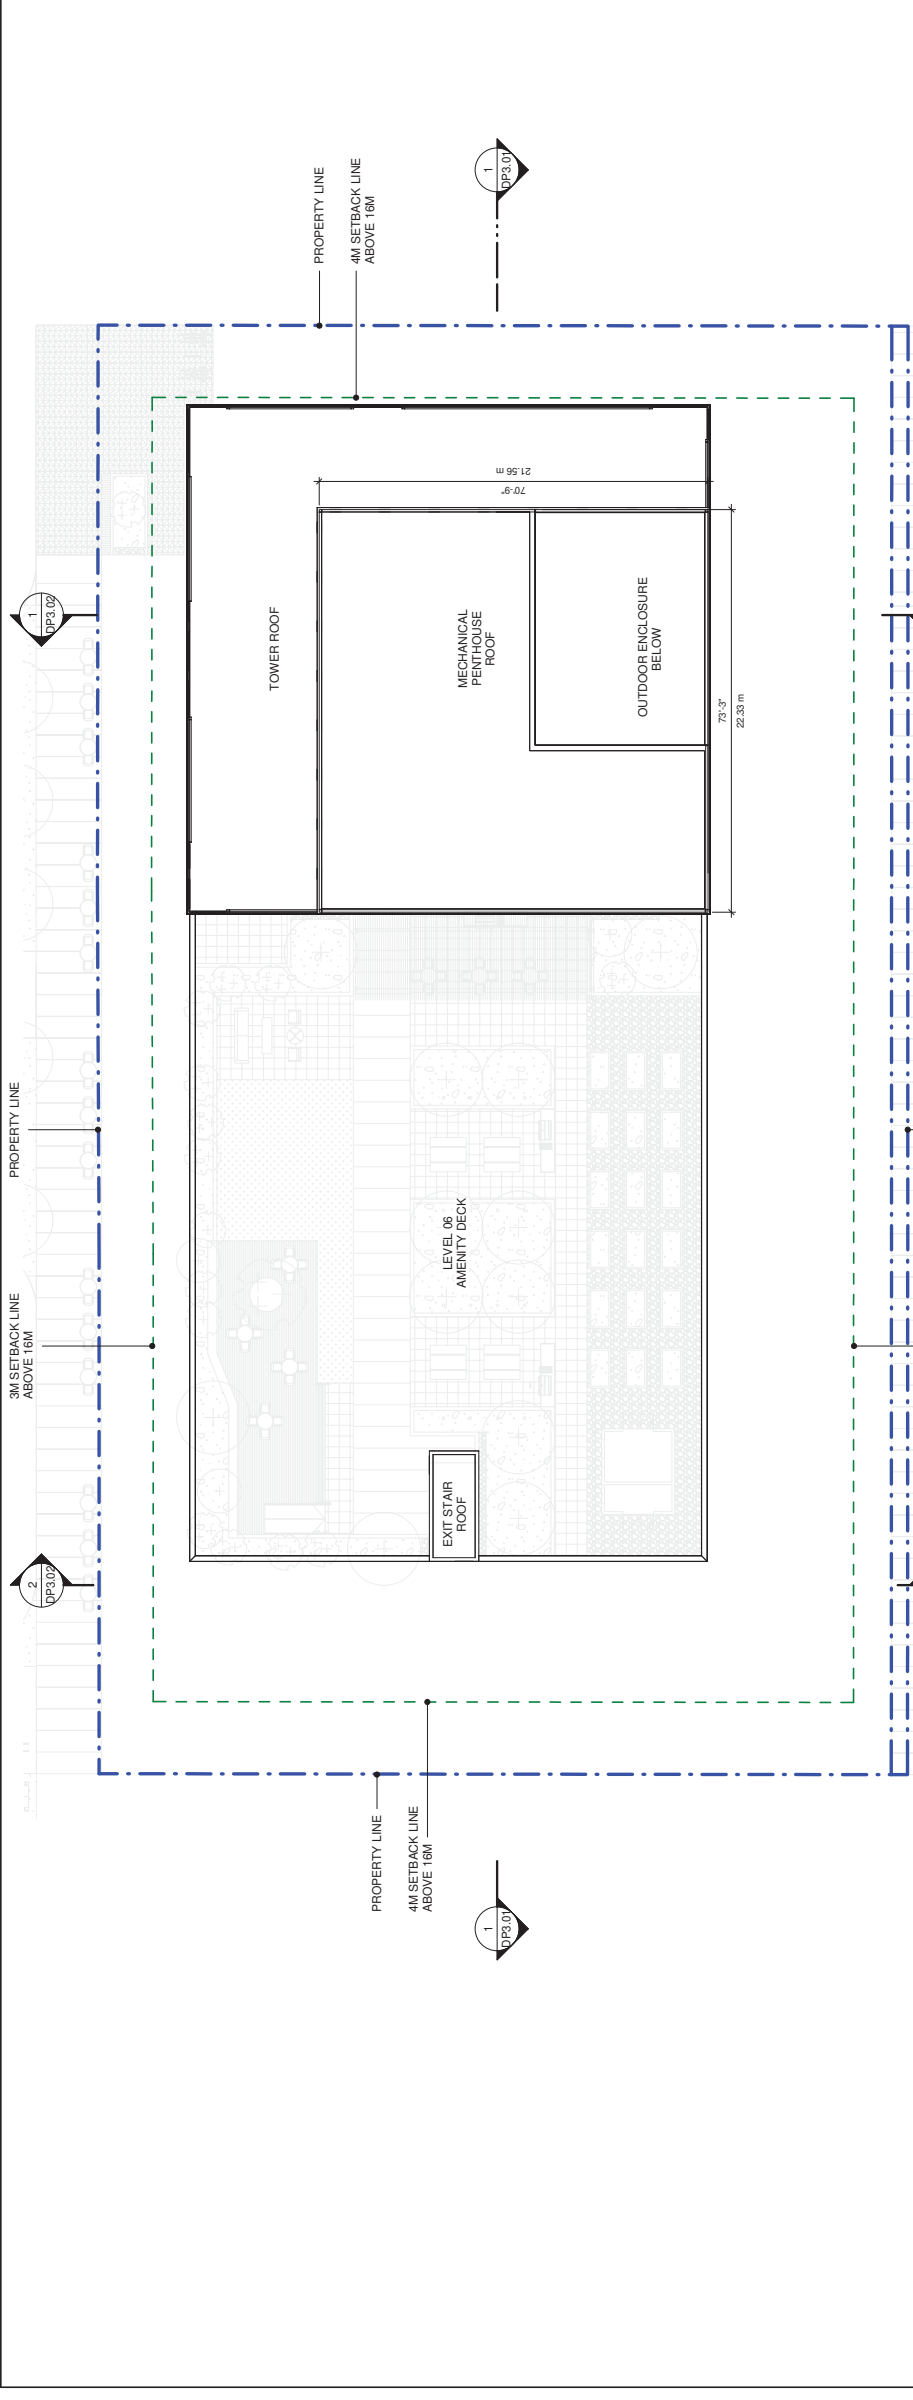 1
DP3.01
PROPERTY LINE
4M SETBACK LINE
ABOVE 16M
1
DP3.02
21.56 m
70'-9"
TOWER ROOF
MECHANICAL
PENTHOUSE
ROOF
OUTDOOR ENCLOSURE
BELOW
73'-3"
22.33 m
PROPERTY LINE
3M SETBACK LINE
ABOVE 16M
LEVEL 06
AMENITY DECK
EXIT STAIR
ROOF
2
DP3.02
PROPERTY LINE
4M SETBACK LINE
ABOVE 16M
1
DP3.01